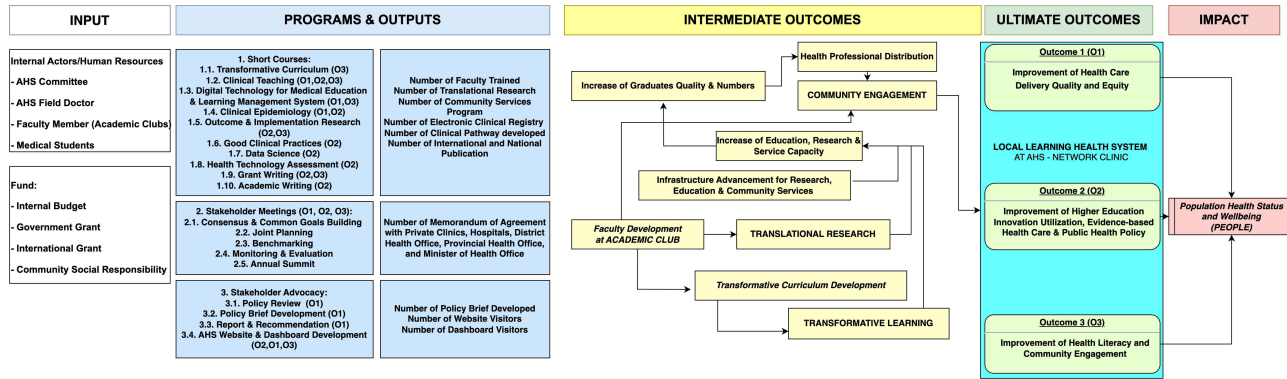 INPUT
PROGRAMS & OUTPUTS
INTERMEDIATE OUTCOMES
ULTIMATE OUTCOMES
IMPACT
Internal Actors/Human Resources
- AHS Committee
- AHS Field Doctor
- Faculty Member (Academic Clubs)
- Medical Students
Fund:
- Internal Budget
- Government Grant
- International Grant
- Community Social Responsibility
1. Short Courses:
1.1. Transformative Curriculum (O3)
1.2. Clinical Teaching (O1,O2,O3)
1.3. Digital Technology for Medical Education
& Learning Management System (O1,O3)
1.4. Clinical Epidemiology (O1,O2)
1.5. Outcome & Implementation Research
(O2,O3)
1.6. Good Clinical Practices (O2)
1.7. Data Science (O2)
1.8. Health Technology Assessment (O2)
1.9. Grant Writing (O2,O3)
1.10. Academic Writing (O2)
Number of Faculty Trained
Number of Translational Research
Number of Community Services
Program
Number of Electronic Clinical Registry
Number of Clinical Pathway developed
Number of International and National
Publication
2. Stakeholder Meetings (O1, O2, O3):
2.1. Consensus & Common Goals Building
2.2. Joint Planning
2.3. Benchmarking
2.4. Monitoring & Evaluation
2.5. Annual Summit
Number of Memorandum of Agreement
with Private Clinics, Hospitals, District
Health Office, Provincial Health Office,
and Minister of Health Office
3. Stakeholder Advocacy:
3.1. Policy Review (O1)
3.2. Policy Brief Development (O1)
3.3. Report & Recommendation (O1)
3.4. AHS Website & Dashboard Development
(O2,O1,O3)
Number of Policy Brief Developed
Number of Website Visitors
Number of Dashboard Visitors
Health Professional Distribution
Increase of Graduates Quality & Numbers
COMMUNITY ENGAGEMENT
Increase of Education, Research &
Service Capacity
Infrastructure Advancement for Research,
Education & Community Services
Faculty Development
at ACADEMIC CLUB
TRANSLATIONAL RESEARCH
Transformative Curriculum Development
TRANSFORMATIVE LEARNING
Outcome 1 (O1)
Improvement of Health Care
Delivery Quality and Equity
LOCAL LEARNING HEALTH SYSTEM
AT AHS - NETWORK CLINIC
Outcome 2 (O2)
Improvement of Higher Education
Innovation Utilization, Evidence-based
Health Care & Public Health Policy
Outcome 3 (O3)
Improvement of Health Literacy and
Community Engagement
Population Health Status
and Wellbeing
(PEOPLE)